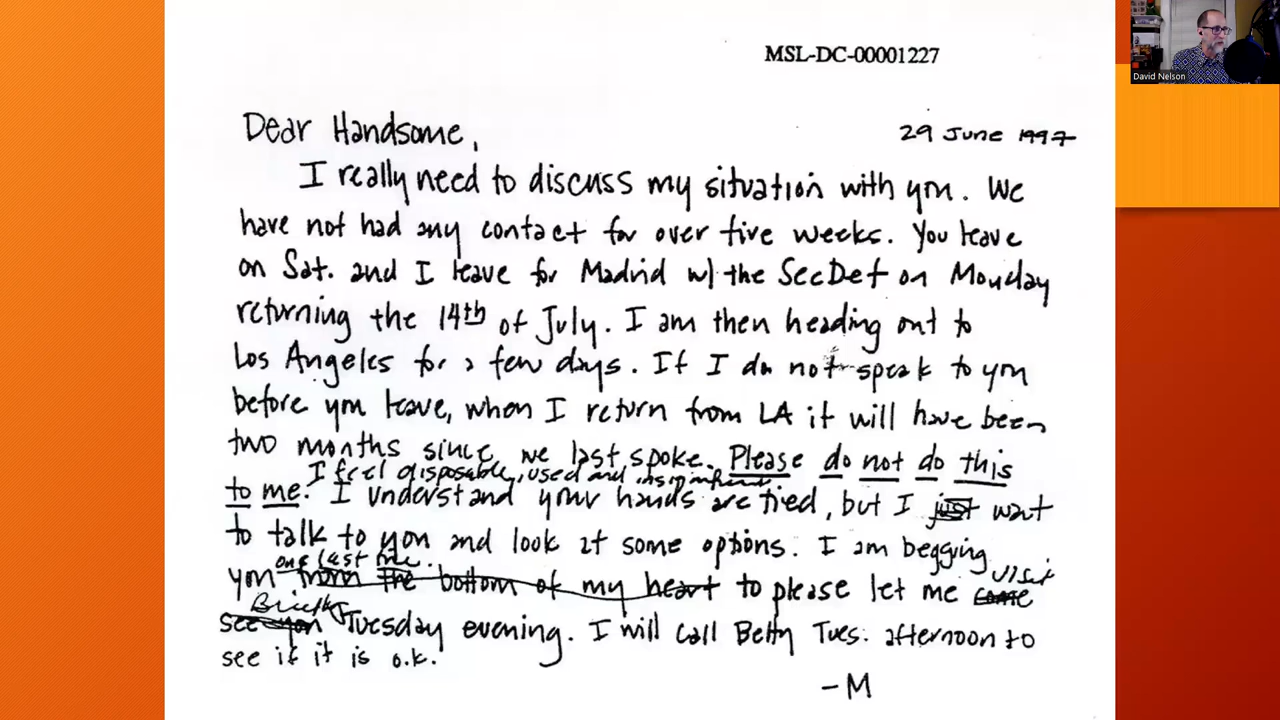 MSL-DC-00001227
David Nelson
Dear Handsome,
29 June 1997
I really need to discuss my situation with you. We
have not had any contact for over five weeks. You leave
on Sat. and I leave for Madrid w/ the SecDef on Monday
returning the 14th of July. I am then heading out to
Los Angeles for a few days. If I do not speak to you
before you leave, when I return from LA it will have been
two months since we last spoke. Please do not do this
I feel disposable, used and insignificant
to me. I understand your hands are tied, but I just want
to talk to you and look at some options. I am begging
one last time. visit
you from the bottom of my heart to please let me come
Briefly
see you Tuesday evening. I will call Betty Tues. afternoon to
see if it is o.k.
-M